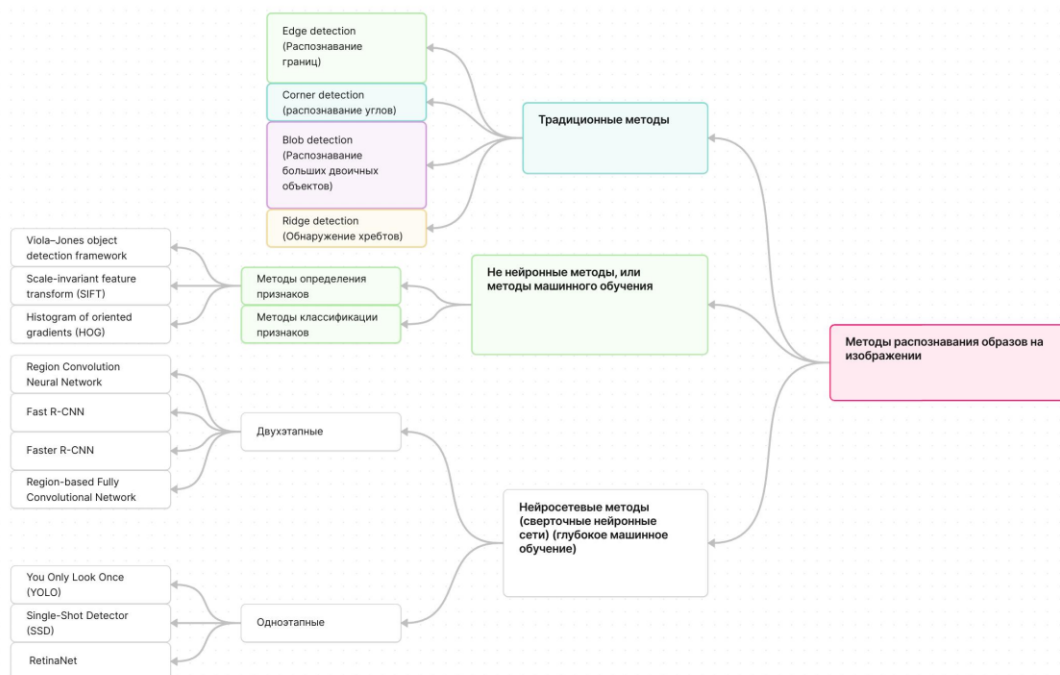 Edge detection
(Распознавание
границ)
Corner detection
(распознавание углов)
Blob detection
(Распознавание
больших двоичных
объектов)
Ridge detection
(Обнаружение хребтов)
Традиционные методы
Viola–Jones object
detection framework
Scale-invariant feature
transform (SIFT)
Histogram of oriented
gradients (HOG)
Методы определения
признаков
Методы классификации
признаков
Не нейронные методы, или
методы машинного обучения
Методы распознавания образов на
изображении
Region Convolution
Neural Network
Fast R-CNN
Faster R-CNN
Region-based Fully
Convolutional Network
Двухэтапные
Нейросетевые методы
(сверточные нейронные
сети) (глубокое машинное
обучение)
You Only Look Once
(YOLO)
Single-Shot Detector
(SSD)
RetinaNet
Одноэтапные